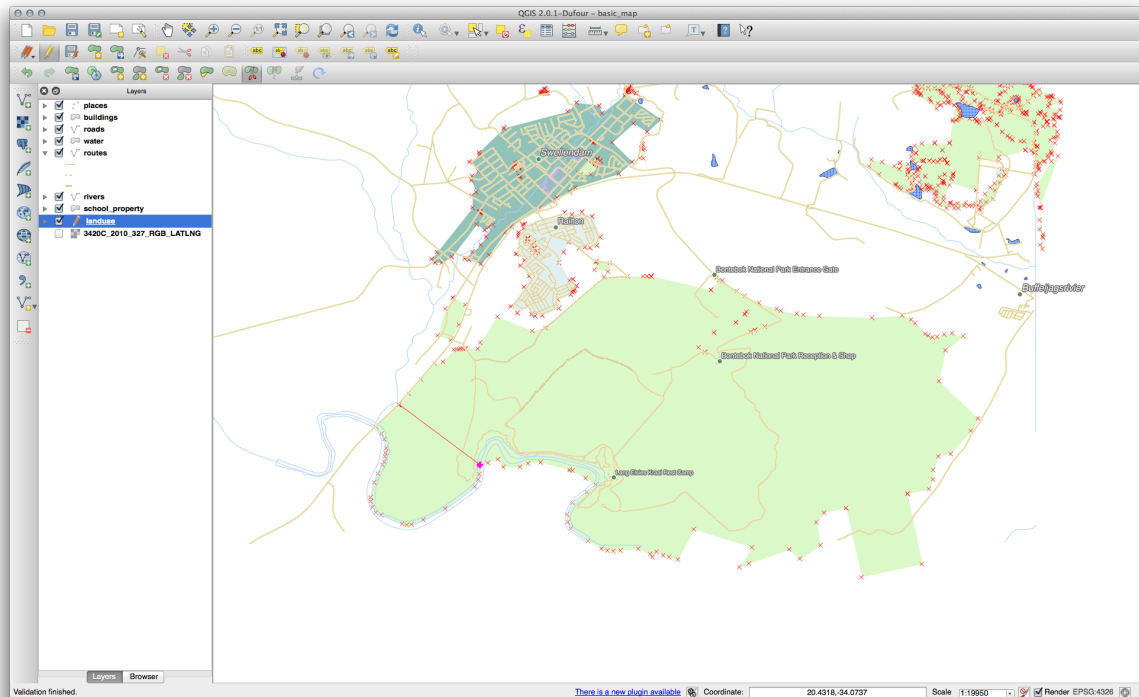 QGIS 2.0.1-Dufour - basic_map
Layers
places
buildings
roads
water
routes
rivers
school_property
landuse
3420C_2010_327_RGB_LATLNG
Swellendam
Railton
Bontebok National Park Entrance Gate
Buffeljagsrivier
Bontebok National Park Reception & Shop
Lang Elsies Kraal Rest Camp
Layers
Browser
Validation finished.
There is a new plugin available
Coordinate:
20.4318,-34.0737
Scale
1:19950
Render
EPSG:4326